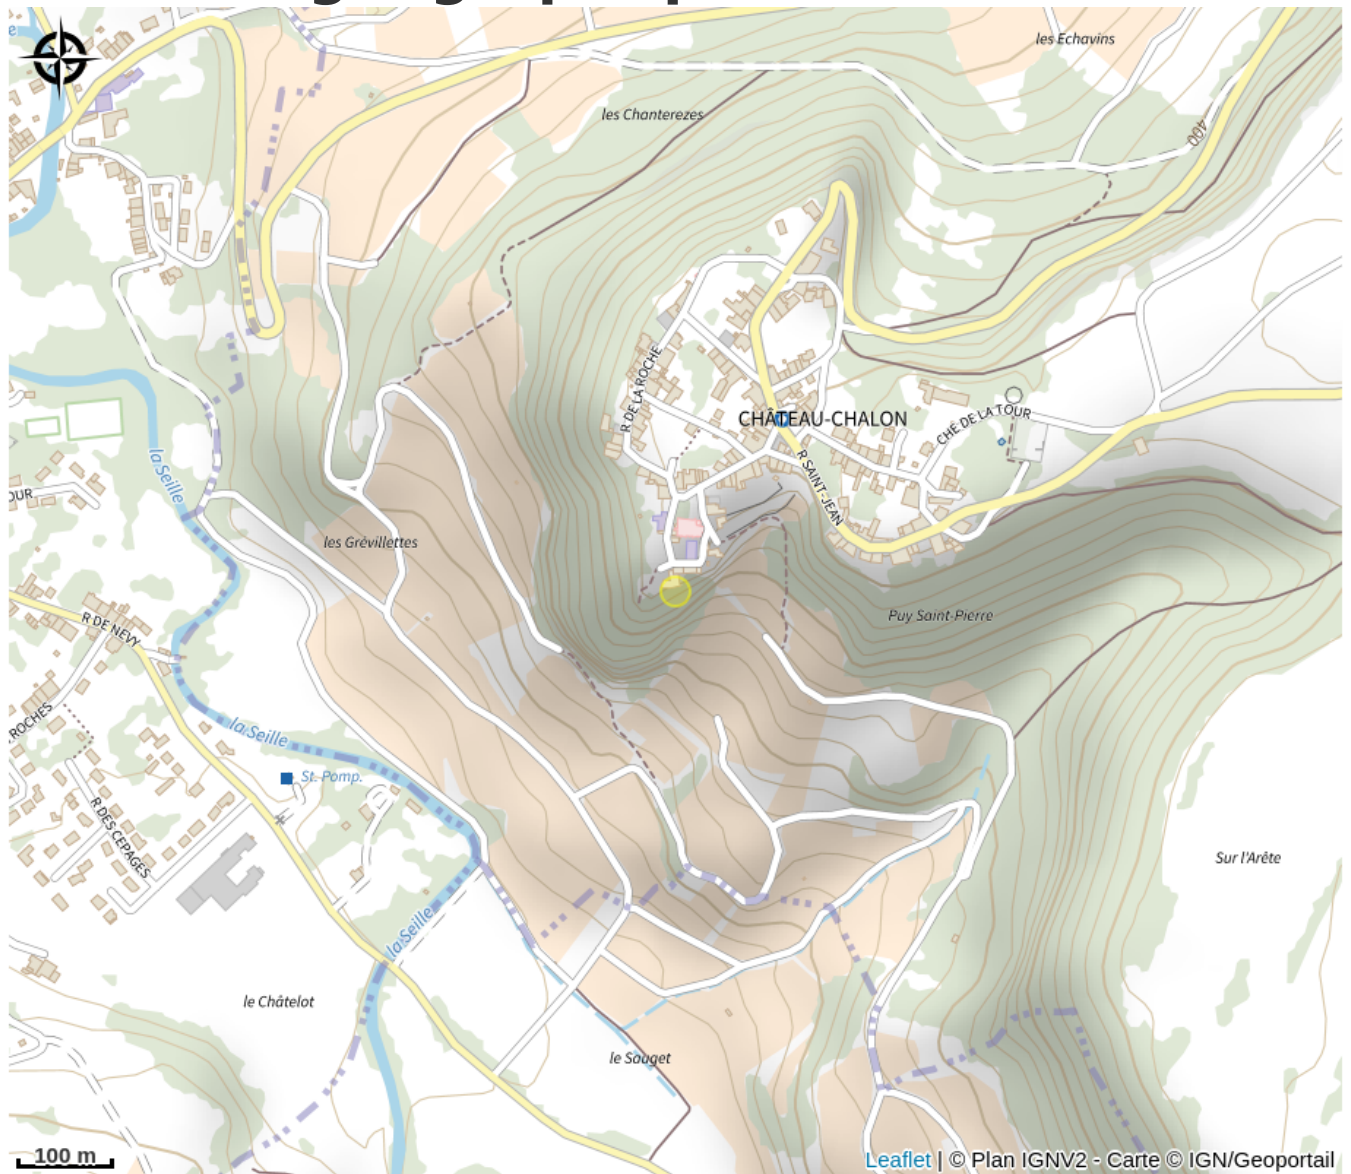 les Echavins
les Chanterezes
400
R DE LA ROCHE
CHÂTEAU-CHALON
CHE DE LA TOUR
R SAINT-JEAN
la Seille
OUR
les Grévillettes
Puy Saint-Pierre
R DE NEVY
ROCHES
la Seille
St. Pomp.
R DES CEPAGES
Sur l'Arête
la Seille
le Châtelot
le Sauget
100 m
Leaflet | © Plan IGNV2 - Carte © IGN/Geoportail